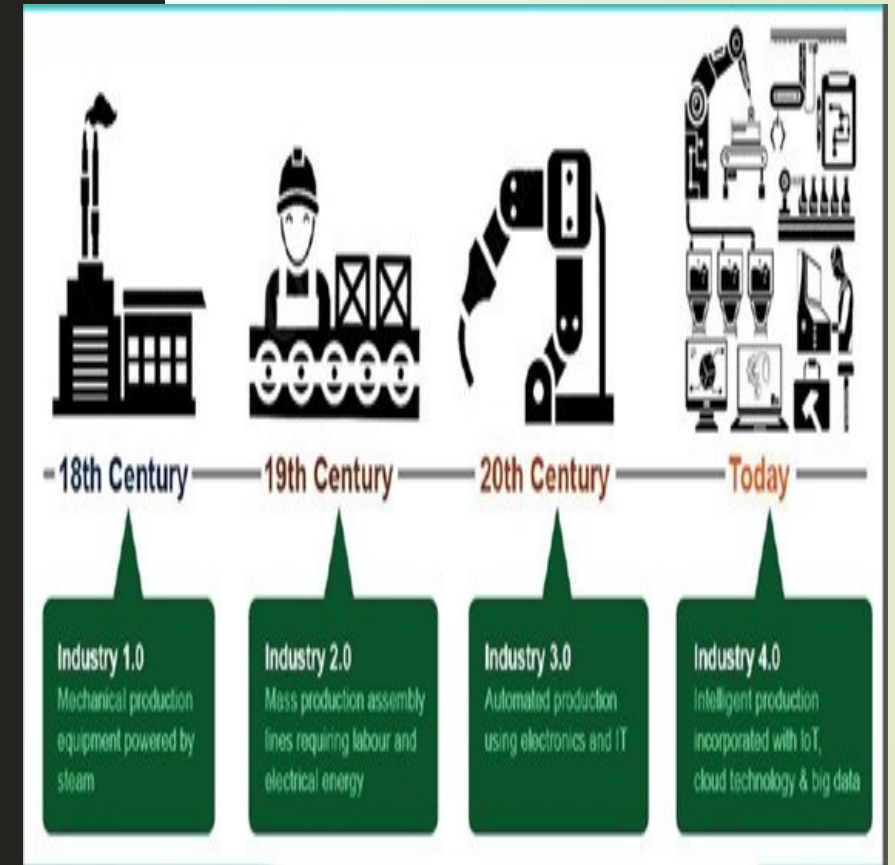 18th Century
19th Century
20th Century
Today
Industry 1.0
Mechanical production
equipment powered by
steam
Industry 2.0
Mass production assembly
lines requiring labour and
electrical energy
Industry 3.0
Automated production
using electronics and IT
Industry 4.0
Intelligent production
incorporated with IoT,
cloud technology & big data